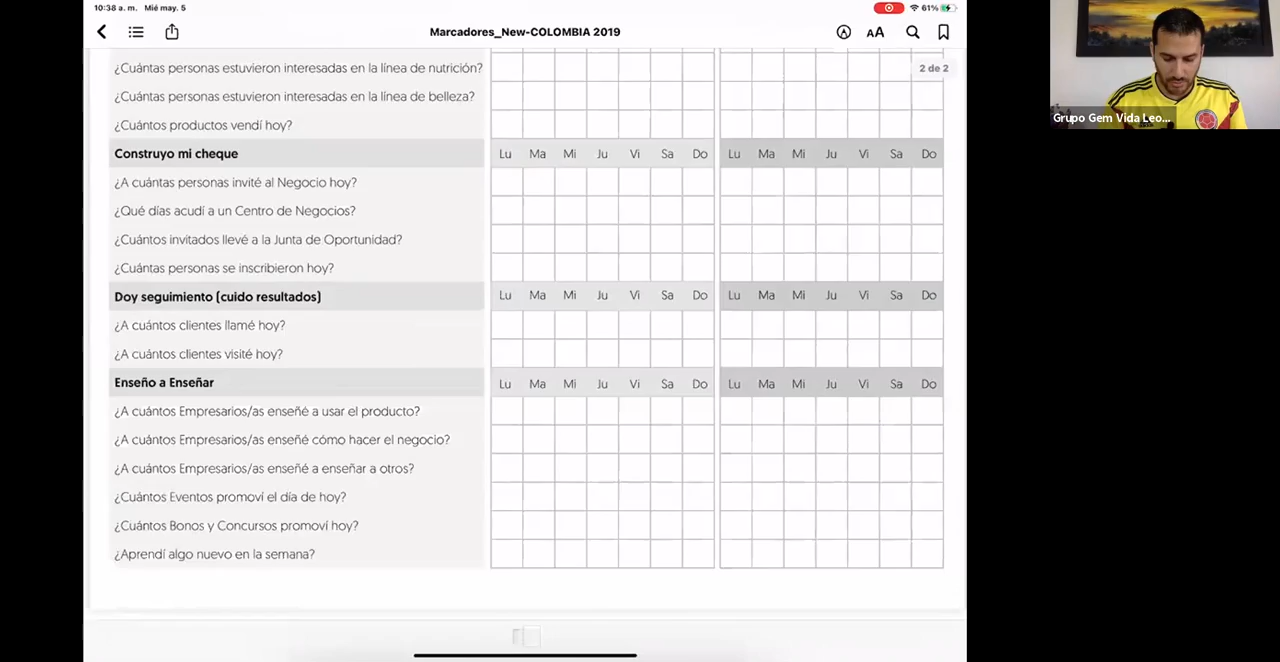 10:38 a. m. Mié may. 5
61%
Marcadores_New-COLOMBIA 2019
AA
2 de 2
¿Cuántas personas estuvieron interesadas en la línea de nutrición?
¿Cuántas personas estuvieron interesadas en la línea de belleza?
¿Cuántos productos vendí hoy?
Construyo mi cheque Lu Ma Mi Ju Vi Sa Do Lu Ma Mi Ju Vi Sa Do
¿A cuántas personas invité al Negocio hoy?
¿Qué días acudí a un Centro de Negocios?
¿Cuántos invitados llevé a la Junta de Oportunidad?
¿Cuántas personas se inscribieron hoy?
Doy seguimiento (cuido resultados) Lu Ma Mi Ju Vi Sa Do Lu Ma Mi Ju Vi Sa Do
¿A cuántos clientes llamé hoy?
¿A cuántos clientes visité hoy?
Enseño a Enseñar Lu Ma Mi Ju Vi Sa Do Lu Ma Mi Ju Vi Sa Do
¿A cuántos Empresarios/as enseñé a usar el producto?
¿A cuántos Empresarios/as enseñé cómo hacer el negocio?
¿A cuántos Empresarios/as enseñé a enseñar a otros?
¿Cuántos Eventos promoví el día de hoy?
¿Cuántos Bonos y Concursos promoví hoy?
¿Aprendí algo nuevo en la semana?
Grupo Gem Vida Leo...